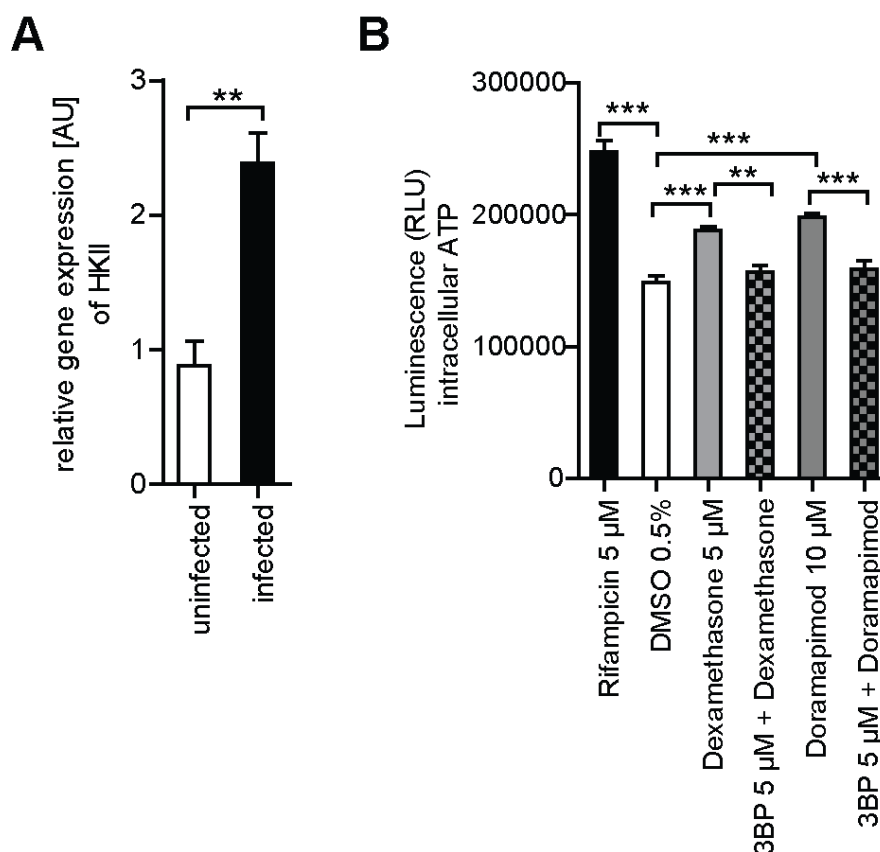 A
relative gene expression [AU]
of HKII
3
2
1
0
**
uninfected
infected
B
Luminescence (RLU)
intracellular ATP
300000
200000
100000
0
***
***
***
**
***
Rifampicin 5 µM
DMSO 0.5%
Dexamethasone 5 µM
3BP 5 µM + Dexamethasone
Doramapimod 10 µM
3BP 5 µM + Doramapimod